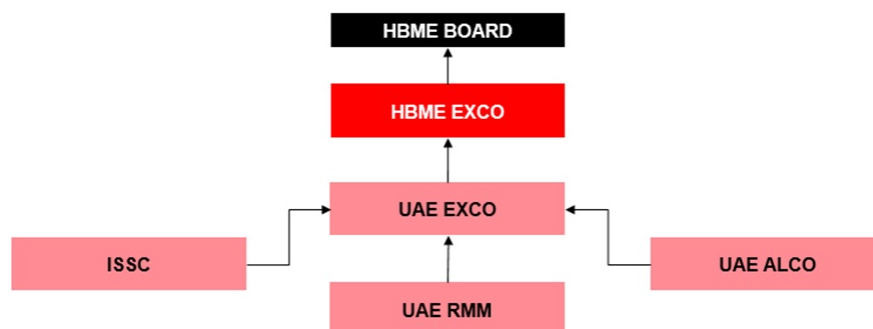 HBME BOARD
HBME EXCO
UAE EXCO
ISSC
UAE ALCO
UAE RMM